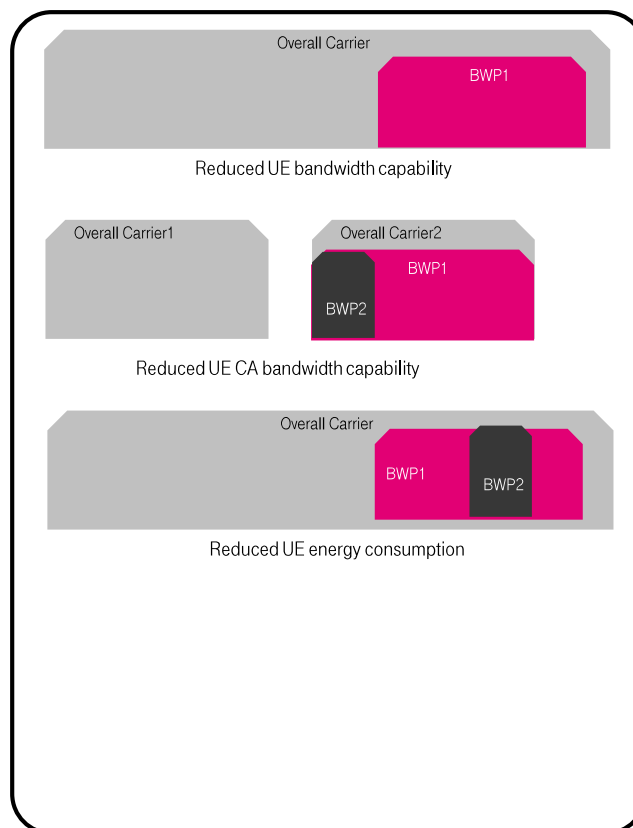 Overall Carrier
BWP1
Reduced UE bandwidth capability
Overall Carrier1
Overall Carrier2
BWP1
BWP2
Reduced UE CA bandwidth capability
Overall Carrier
BWP1
BWP2
Reduced UE energy consumption